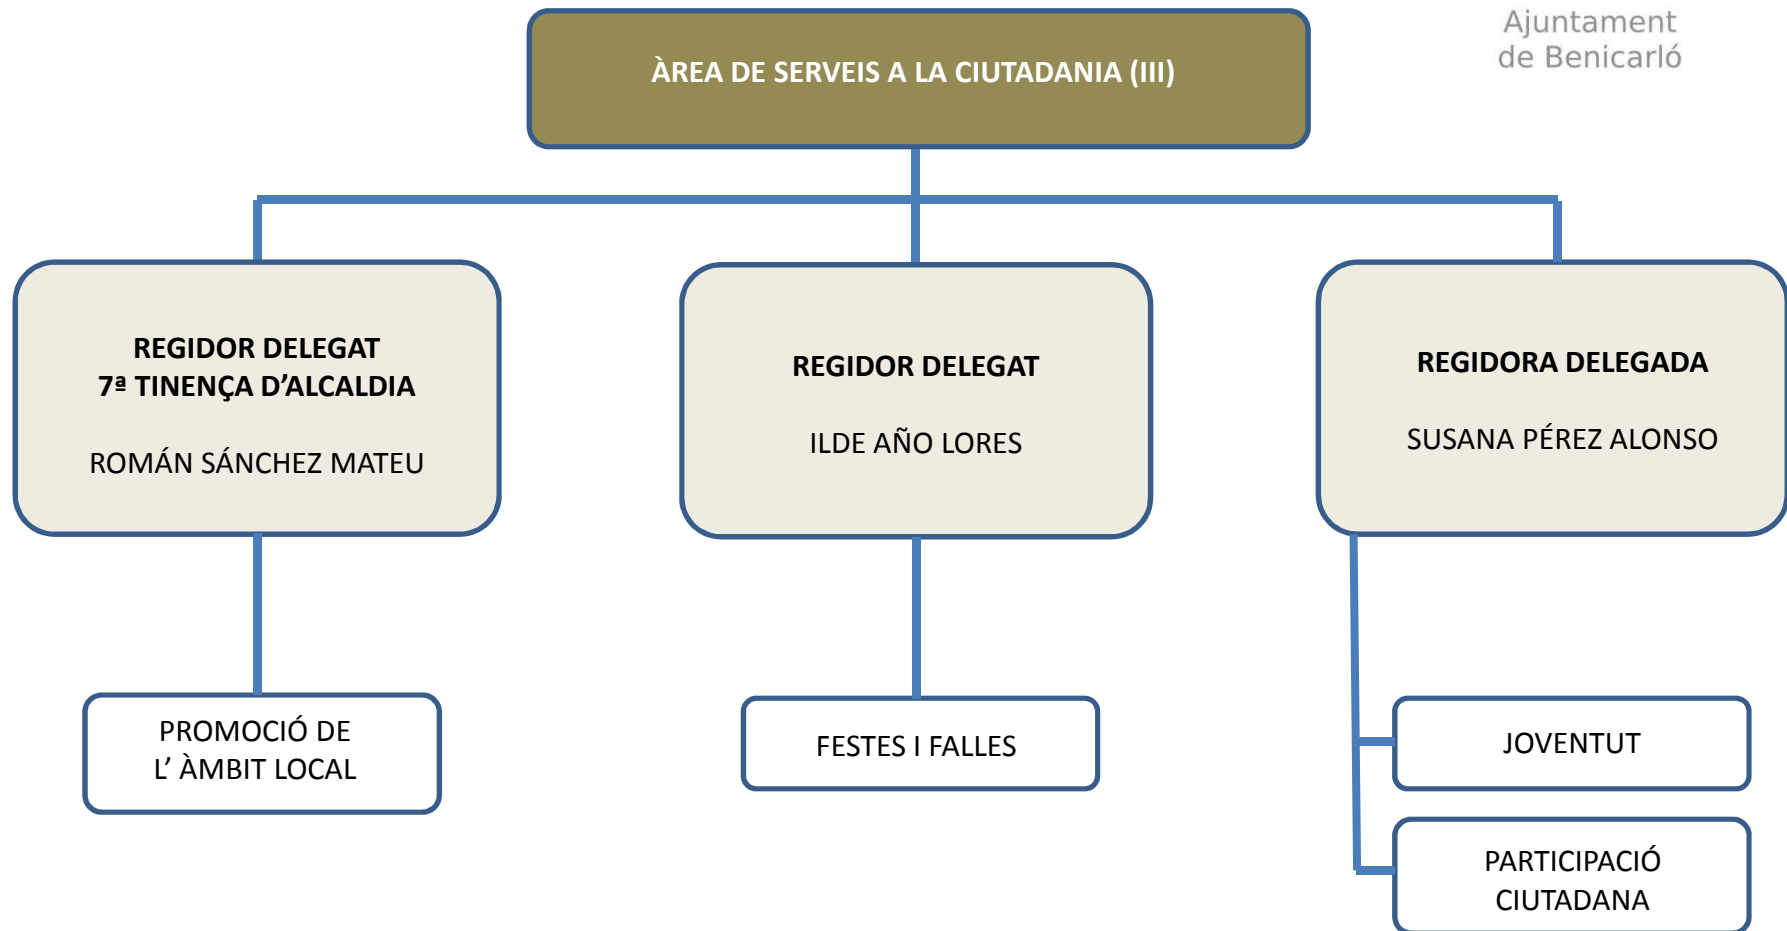 Ajuntament
de Benicarló
ÀREA DE SERVEIS A LA CIUTADANIA (III)
REGIDOR DELEGAT
7ª TINENÇA D’ALCALDIA
ROMÁN SÁNCHEZ MATEU
REGIDOR DELEGAT
ILDE AÑO LORES
REGIDORA DELEGADA
SUSANA PÉREZ ALONSO
PROMOCIÓ DE
L’ ÀMBIT LOCAL
FESTES I FALLES
JOVENTUT
PARTICIPACIÓ
CIUTADANA